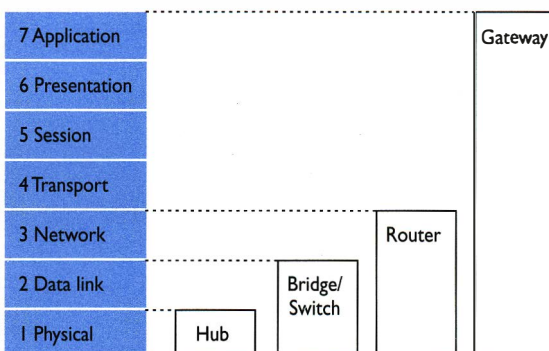 7 Application
Gateway
6 Presentation
5 Session
4 Transport
3 Network
Router
2 Data link
Bridge/
Switch
1 Physical
Hub